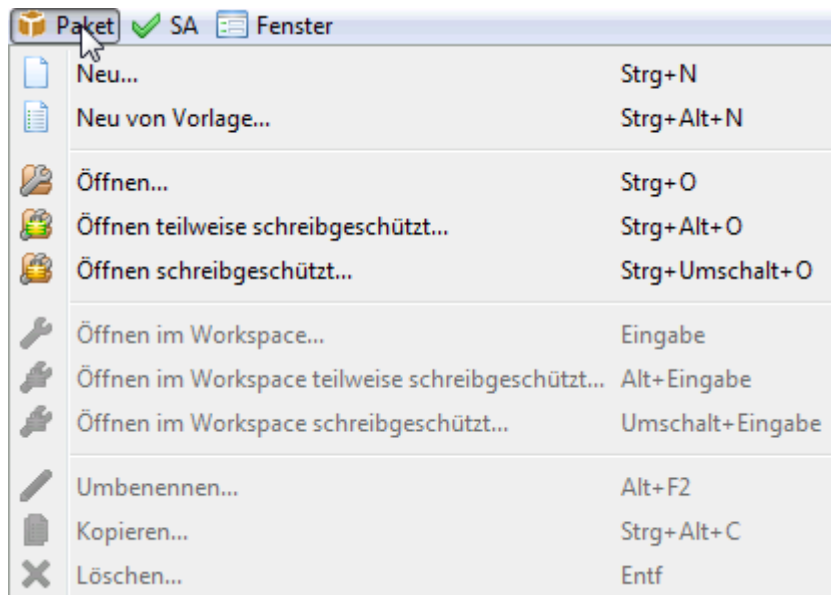 Paket SA Fenster
Neu... Strg+N
Neu von Vorlage... Strg+Alt+N
Öffnen... Strg+O
Öffnen teilweise schreibgeschützt... Strg+Alt+O
Öffnen schreibgeschützt... Strg+Umschalt+O
Öffnen im Workspace... Eingabe
Öffnen im Workspace teilweise schreibgeschützt... Alt+Eingabe
Öffnen im Workspace schreibgeschützt... Umschalt+Eingabe
Umbenennen... Alt+F2
Kopieren... Strg+Alt+C
Löschen... Entf